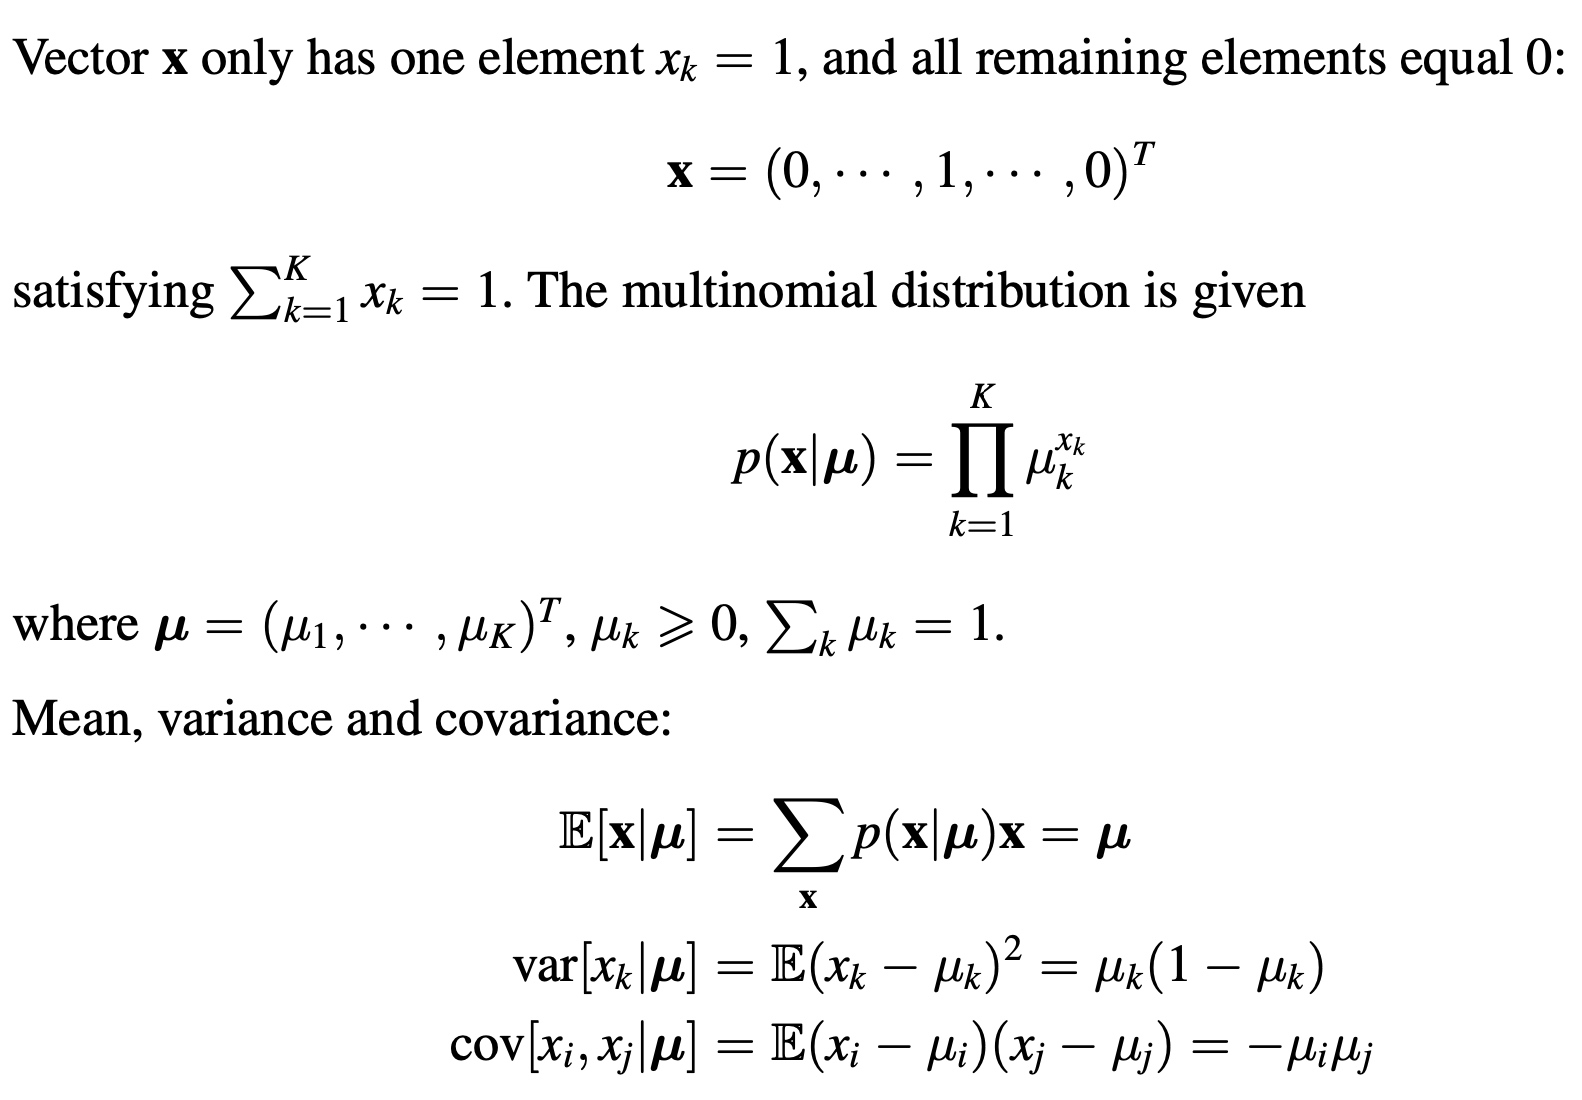 Vector 𝐱 only has one element $x_k = 1$, and all remaining elements equal 0:
$\mathbf{x} = (0, \cdots, 1, \cdots, 0)^T$
satisfying $\sum_{k=1}^{K} x_k = 1$. The multinomial distribution is given
$p(\mathbf{x}|\boldsymbol{\mu}) = \prod_{k=1}^{K} \mu_k^{x_k}$
where $\boldsymbol{\mu} = (\mu_1, \cdots, \mu_K)^T$, $\mu_k \geqslant 0$, $\sum_k \mu_k = 1$.
Mean, variance and covariance:
$\mathbb{E}[\mathbf{x}|\boldsymbol{\mu}] = \sum_{\mathbf{x}} p(\mathbf{x}|\boldsymbol{\mu})\mathbf{x} = \boldsymbol{\mu}$
$\text{var}[x_k|\boldsymbol{\mu}] = \mathbb{E}(x_k - \mu_k)^2 = \mu_k(1 - \mu_k)$
$\text{cov}[x_i, x_j|\boldsymbol{\mu}] = \mathbb{E}(x_i - \mu_i)(x_j - \mu_j) = -\mu_i\mu_j$